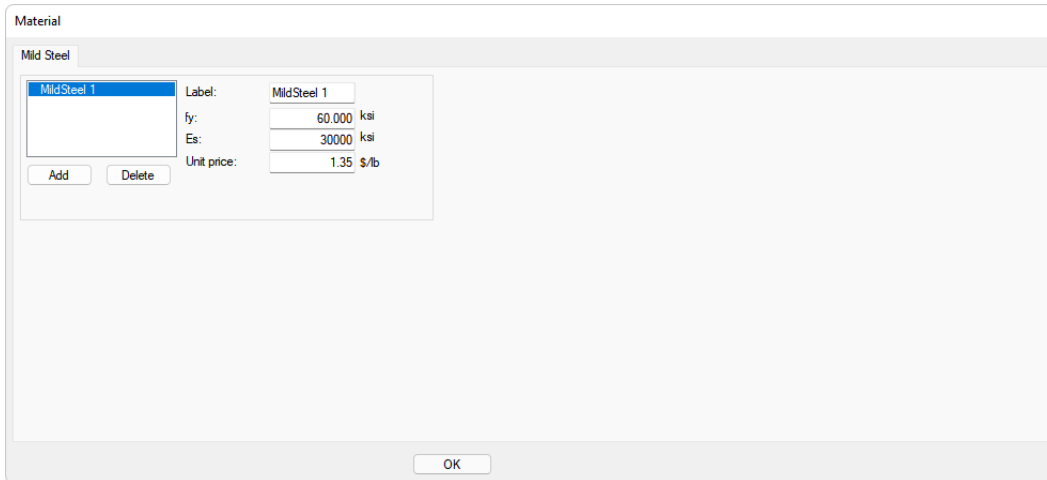 Material
Mild Steel
MildSteel 1
Label: MildSteel 1
fy: 60.000 ksi
Es: 30000 ksi
Unit price: 1.35 $/lb
Add Delete
OK